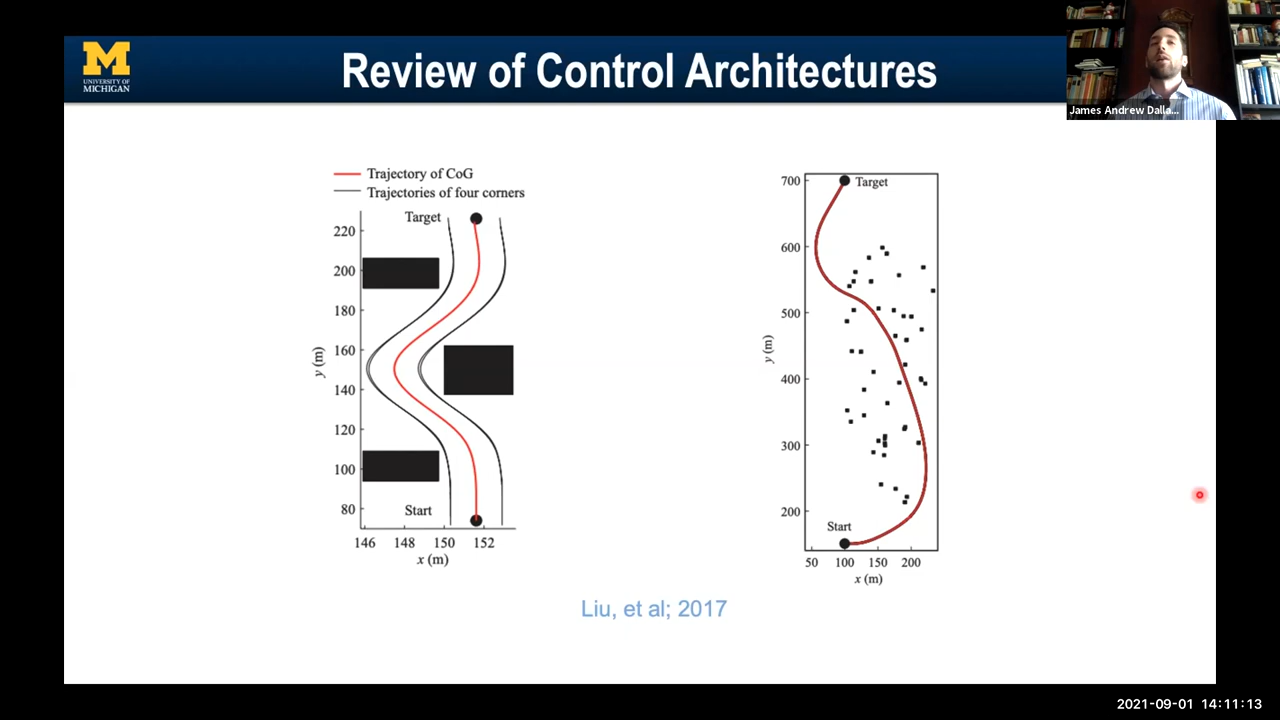 M
UNIVERSITY OF
MICHIGAN
Review of Control Architectures
James Andrew Dalla...
Trajectory of CoG
Trajectories of four corners
Target
220
200
180
160
140
120
100
80
y (m)
Start
146 148 150 152
x (m)
700
600
500
400
300
200
y (m)
Target
Start
50 100 150 200
x (m)
Liu, et al; 2017
2021-09-01 14:11:13